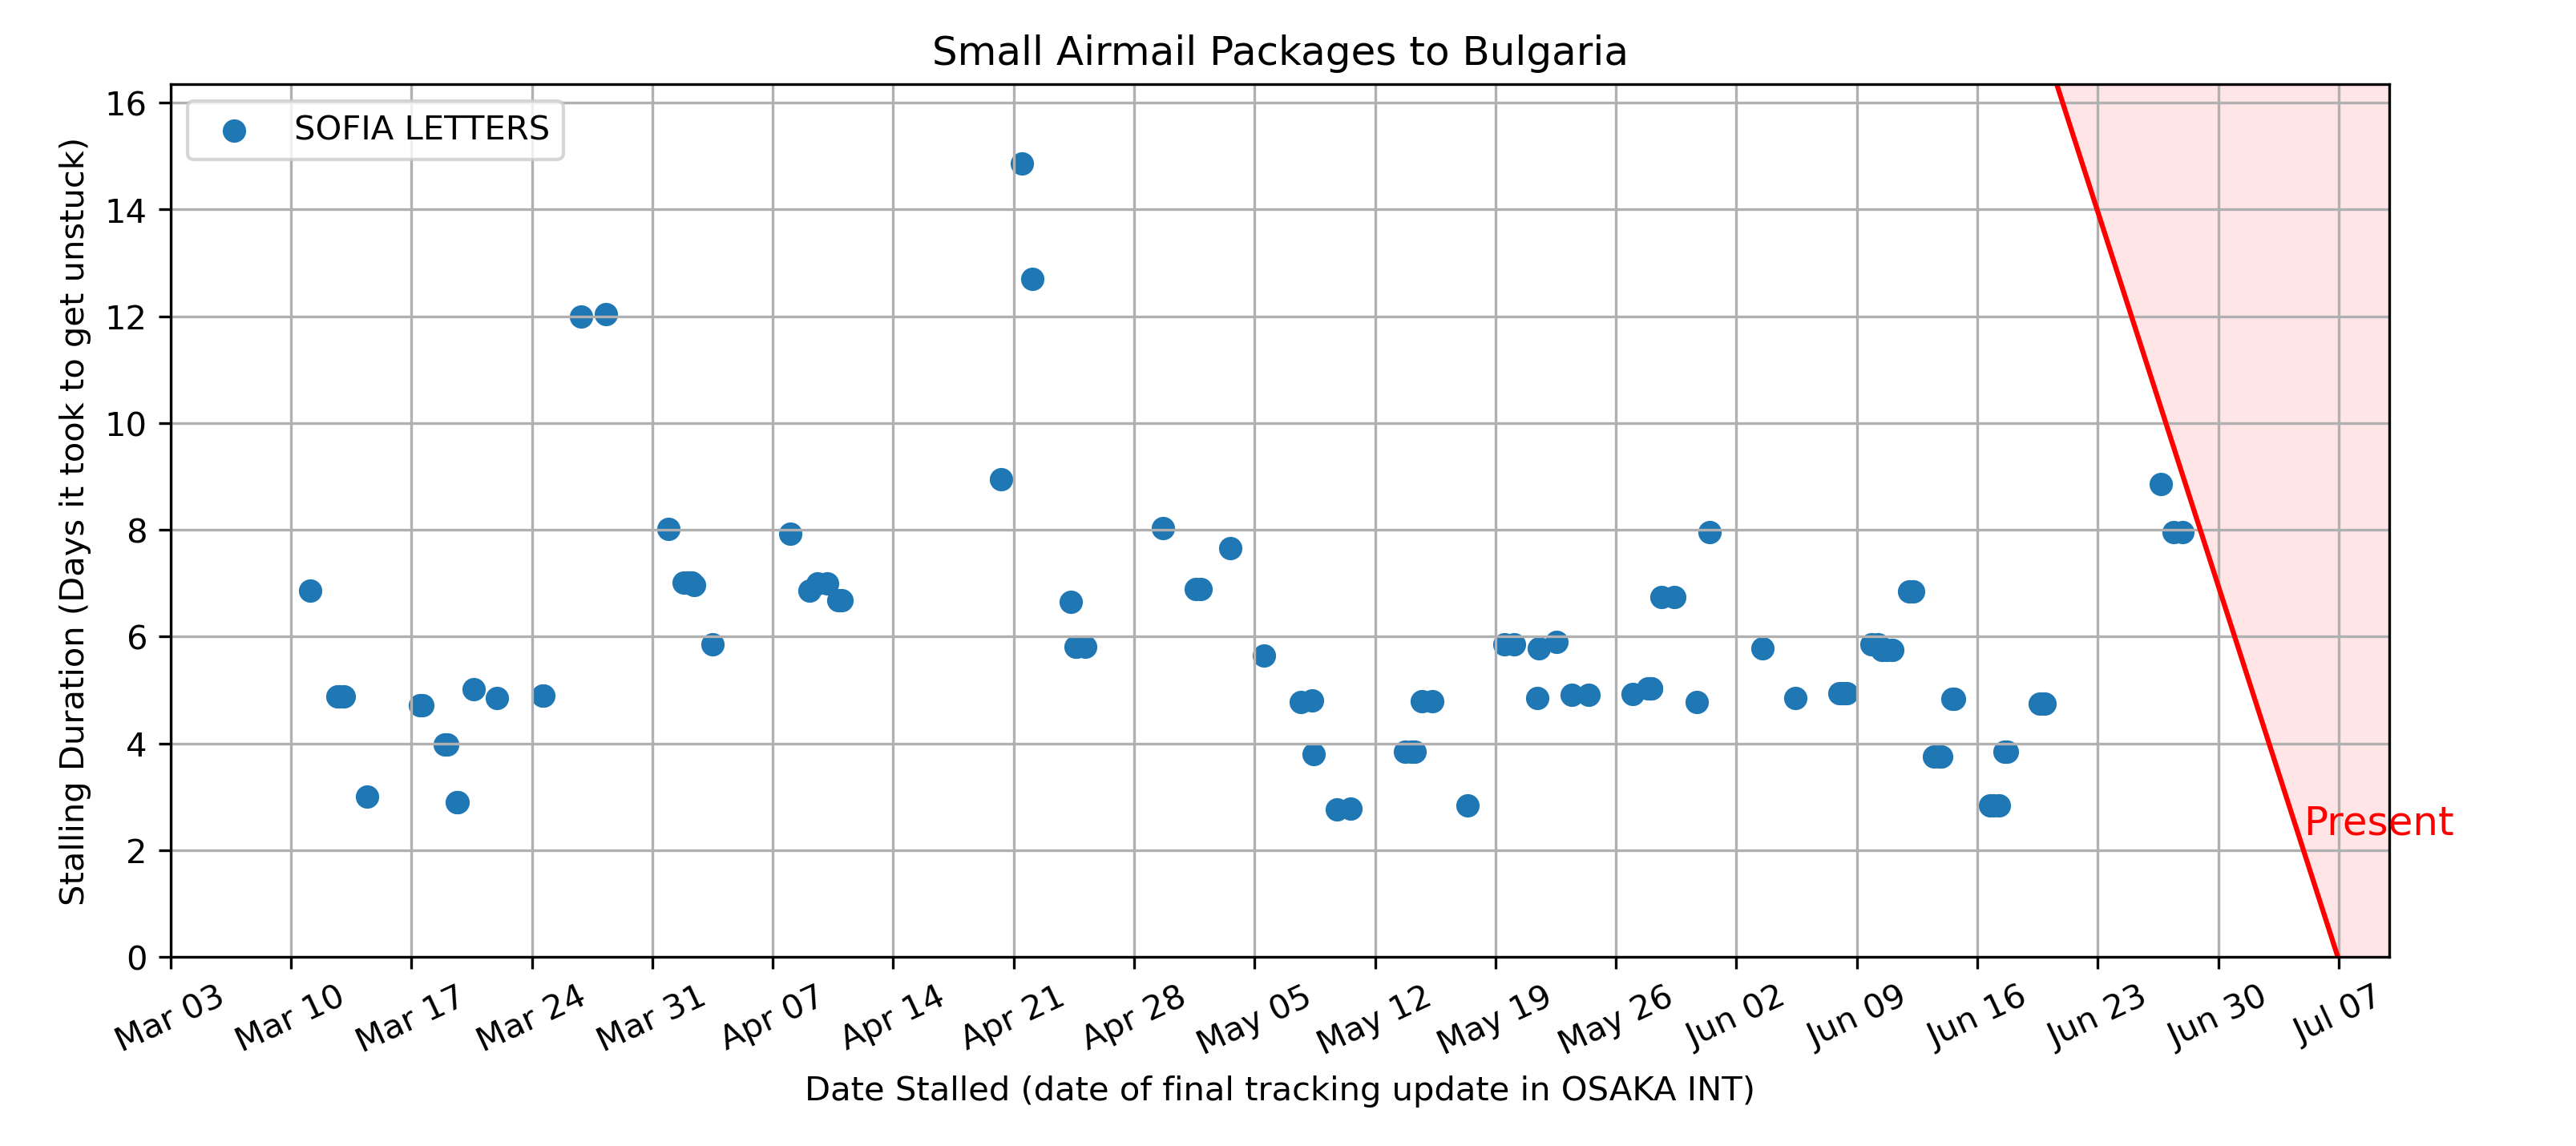 Small Airmail Packages to Bulgaria
SOFIA LETTERS
Stalling Duration (Days it took to get unstuck)
16
14
12
10
8
6
4
2
0
Present
Mar 03 Mar 10 Mar 17 Mar 24 Mar 31 Apr 07 Apr 14 Apr 21 Apr 28 May 05 May 12 May 19 May 26 Jun 02 Jun 09 Jun 16 Jun 23 Jun 30 Jul 07
Date Stalled (date of final tracking update in OSAKA INT)